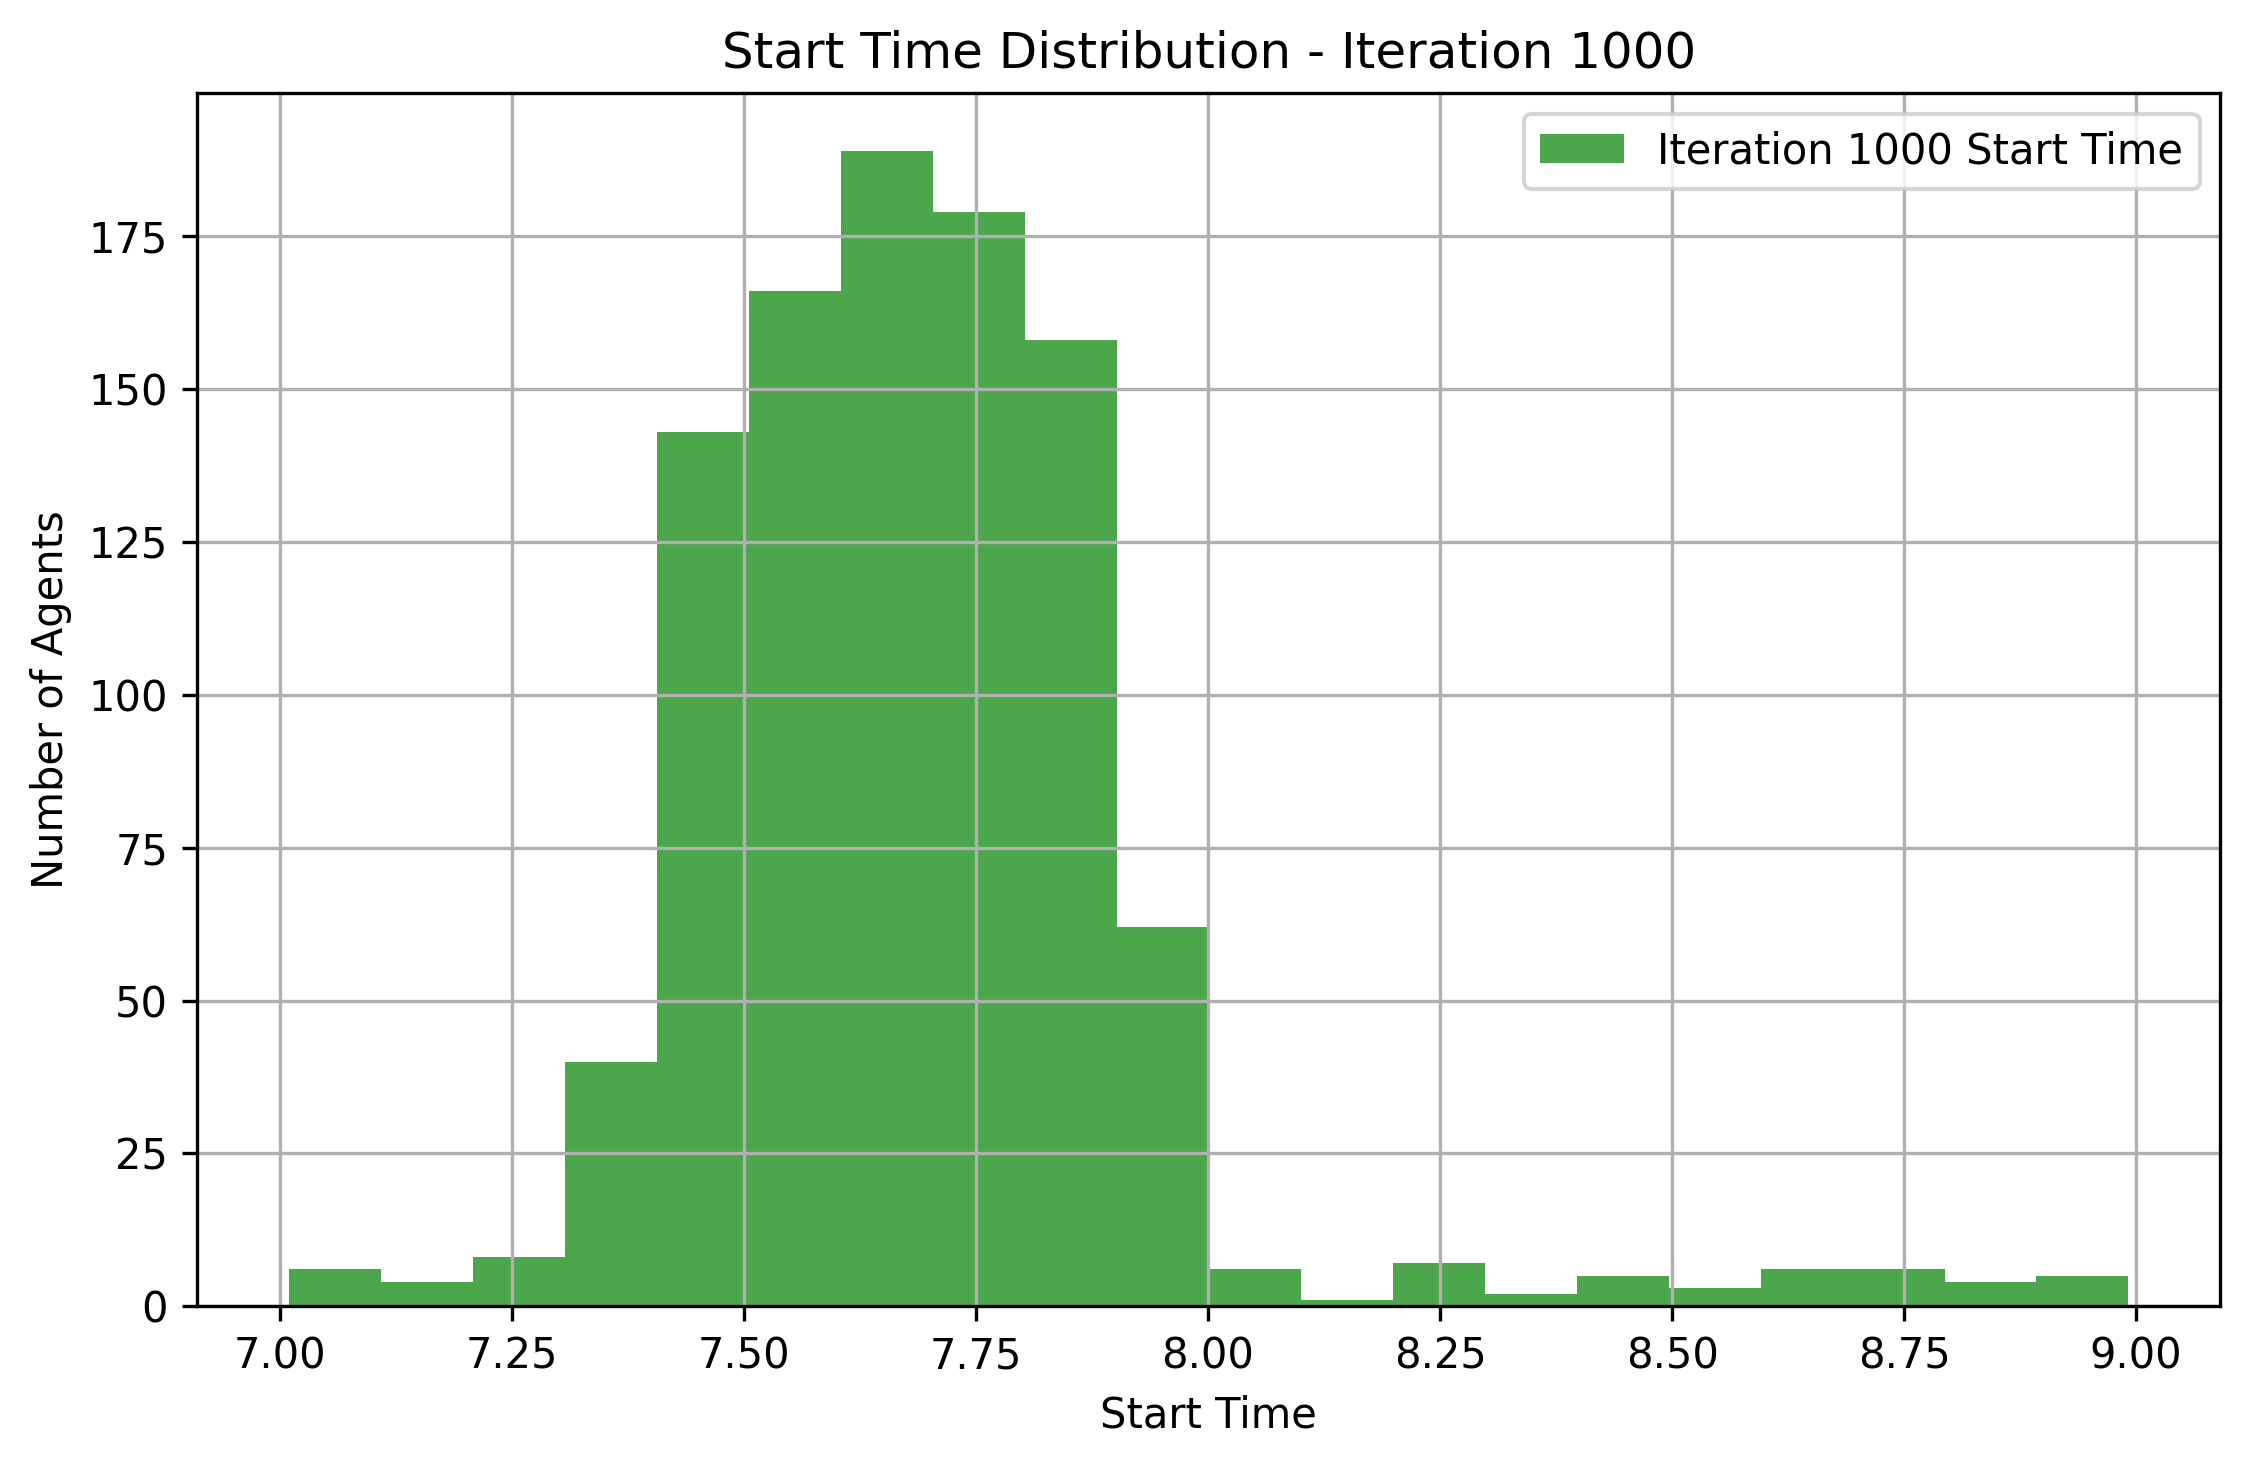 Start Time Distribution - Iteration 1000
Iteration 1000 Start Time
175
150
125
100
75
50
25
0
Number of Agents
7.00 7.25 7.50 7.75 8.00 8.25 8.50 8.75 9.00
Start Time